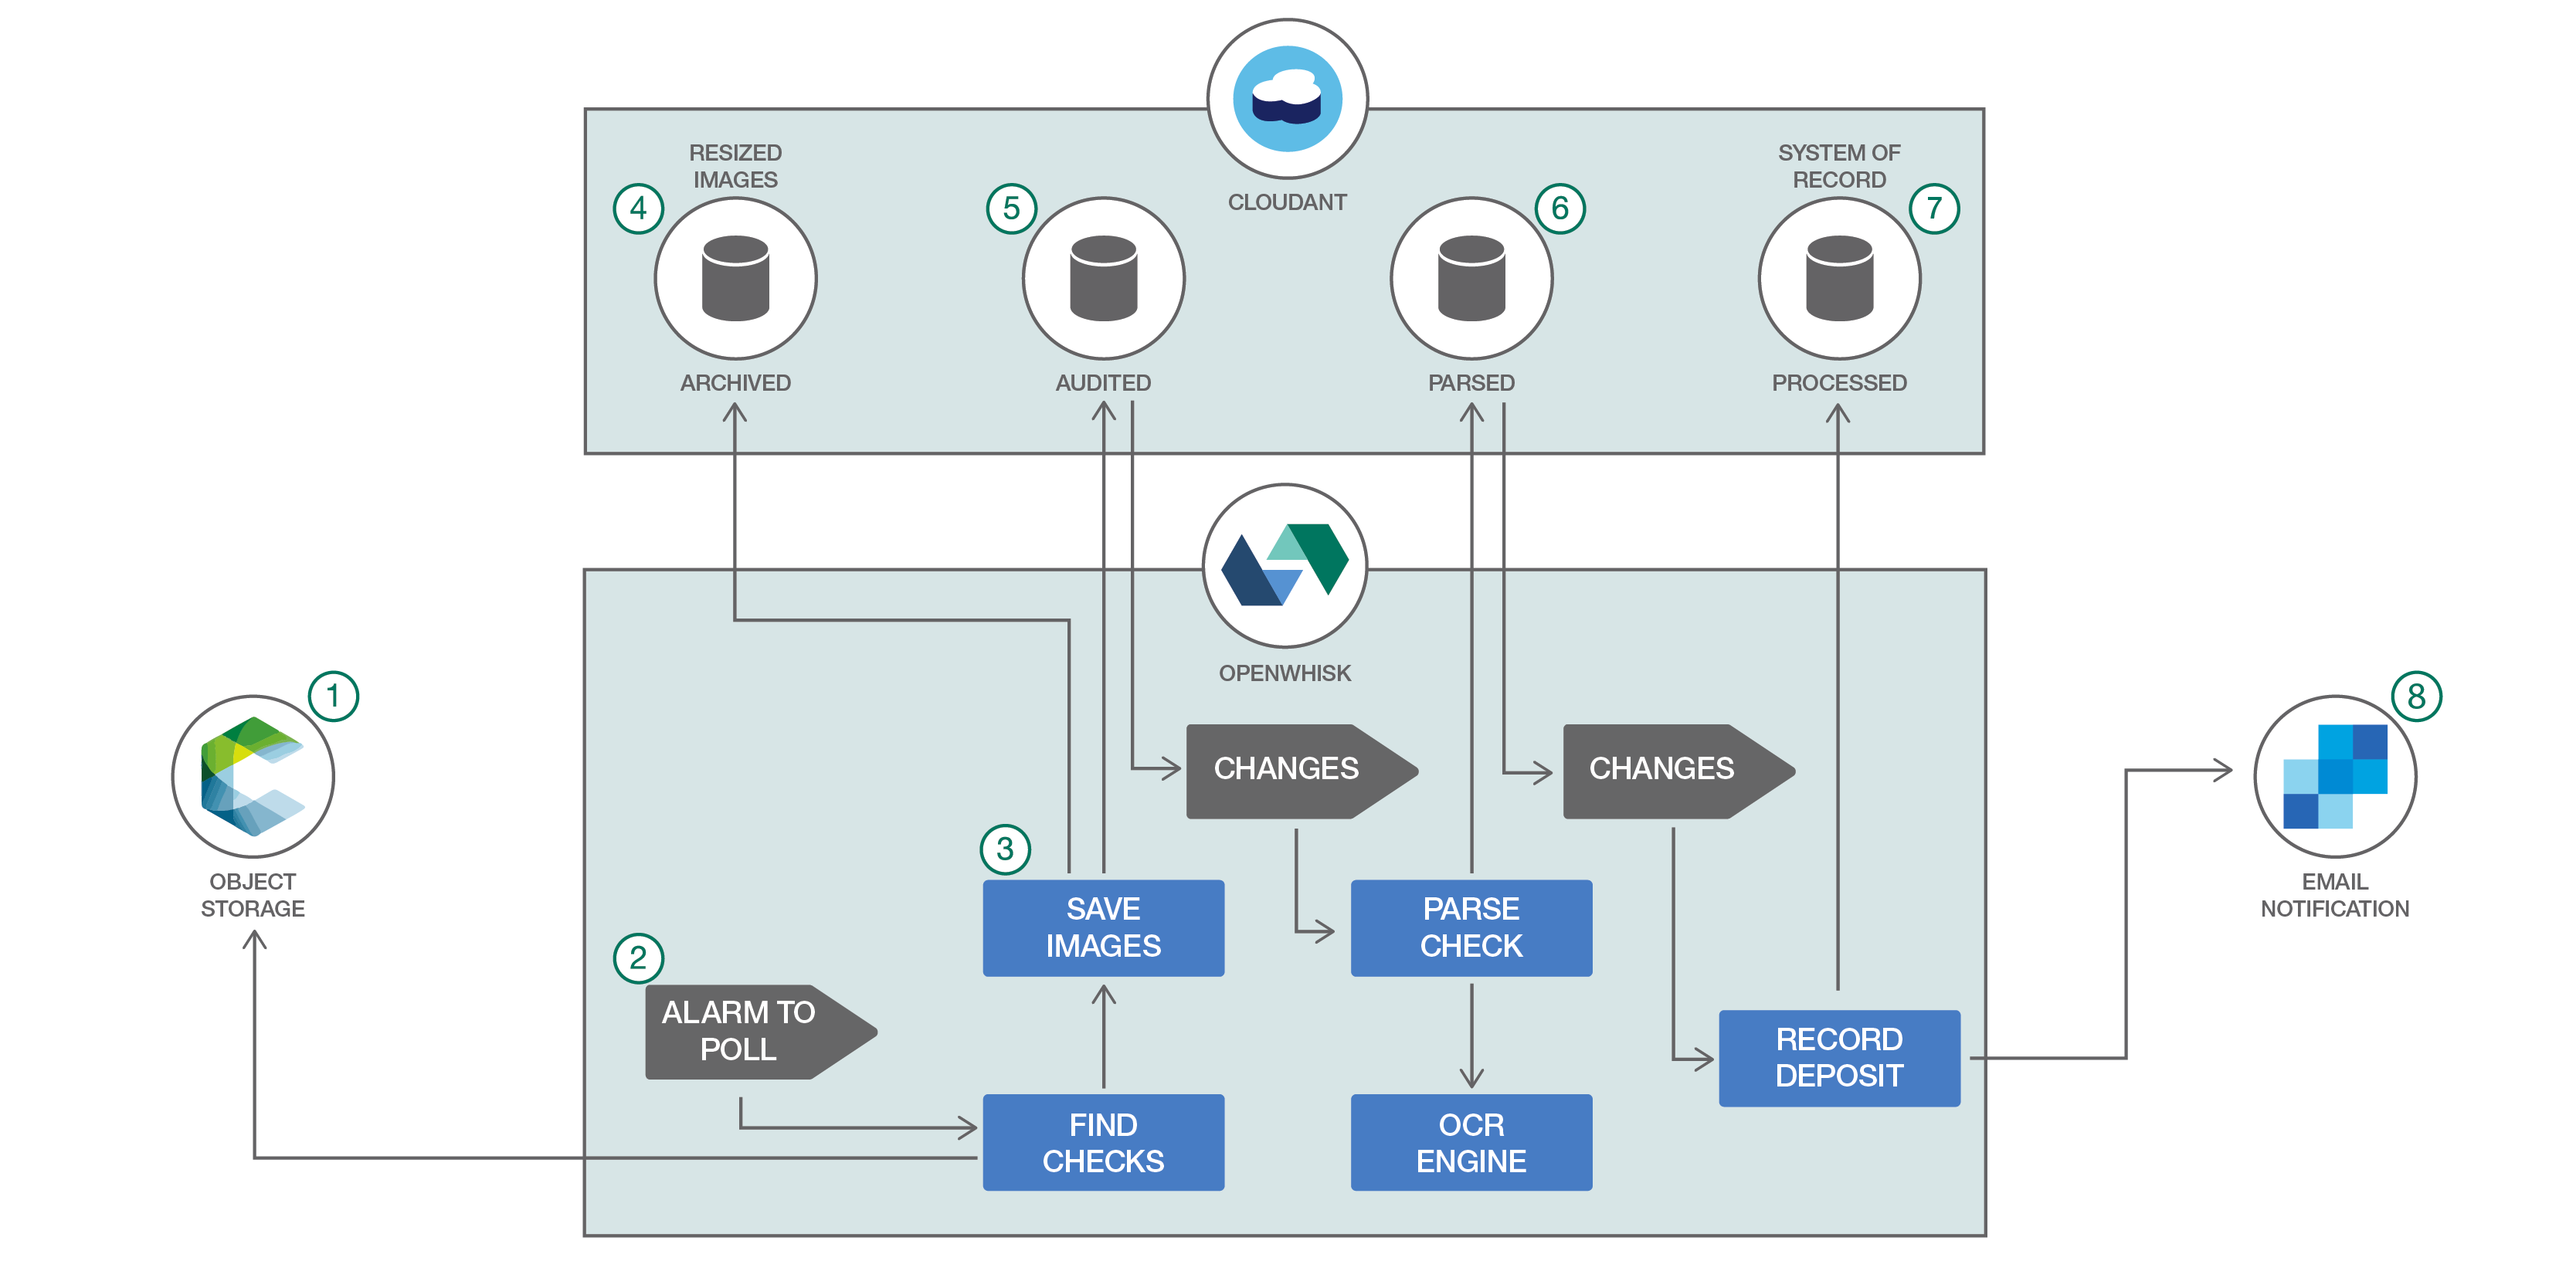 CLOUDANT
RESIZED
IMAGES
4
ARCHIVED
5
AUDITED
6
PARSED
SYSTEM OF
RECORD
7
PROCESSED
OPENWHISK
1
OBJECT
STORAGE
2
ALARM TO
POLL
FIND
CHECKS
3
SAVE
IMAGES
CHANGES
PARSE
CHECK
OCR
ENGINE
CHANGES
RECORD
DEPOSIT
8
EMAIL
NOTIFICATION